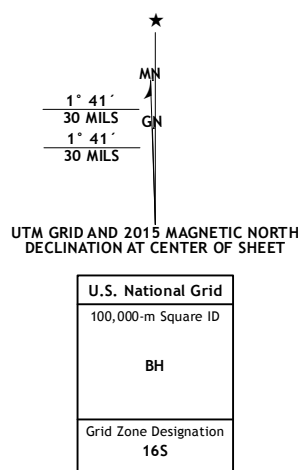 MN
1° 41´
30 MILS
GN
1° 41´
30 MILS
UTM GRID AND 2015 MAGNETIC NORTH
DECLINATION AT CENTER OF SHEET
U.S. National Grid
100,000-m Square ID
BH
Grid Zone Designation
16S